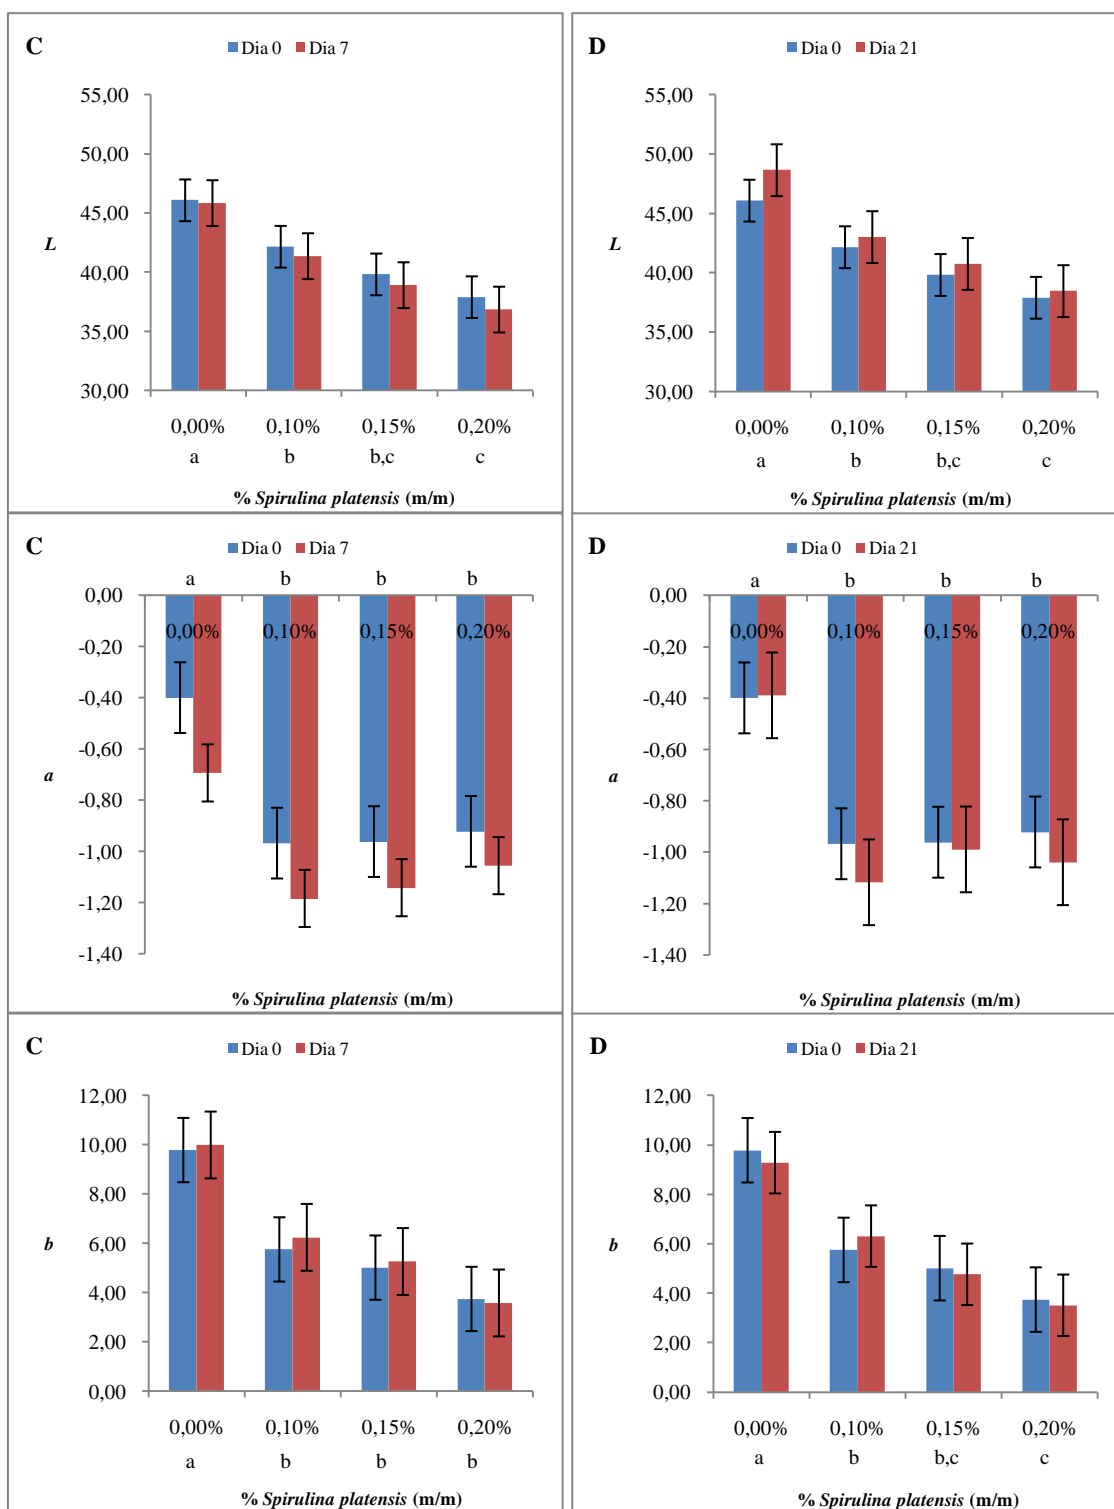 C
Dia 0 Dia 7
55,00
50,00
45,00
L
40,00
35,00
30,00
0,00% 0,10% 0,15% 0,20%
a b b,c c
% Spirulina platensis (m/m)
D
Dia 0 Dia 21
55,00
50,00
45,00
L
40,00
35,00
30,00
0,00% 0,10% 0,15% 0,20%
a b b,c c
% Spirulina platensis (m/m)
C
Dia 0 Dia 7
a b b b
0,00
0,00% 0,10% 0,15% 0,20%
-0,20
-0,40
-0,60
a
-0,80
-1,00
-1,20
-1,40
% Spirulina platensis (m/m)
D
Dia 0 Dia 21
a b b b
0,00
0,00% 0,10% 0,15% 0,20%
-0,20
-0,40
-0,60
a
-0,80
-1,00
-1,20
-1,40
% Spirulina platensis (m/m)
C
Dia 0 Dia 7
12,00
10,00
8,00
b
6,00
4,00
2,00
0,00
0,00% 0,10% 0,15% 0,20%
a b b b
% Spirulina platensis (m/m)
D
Dia 0 Dia 21
12,00
10,00
8,00
b
6,00
4,00
2,00
0,00
0,00% 0,10% 0,15% 0,20%
a b b,c c
% Spirulina platensis (m/m)